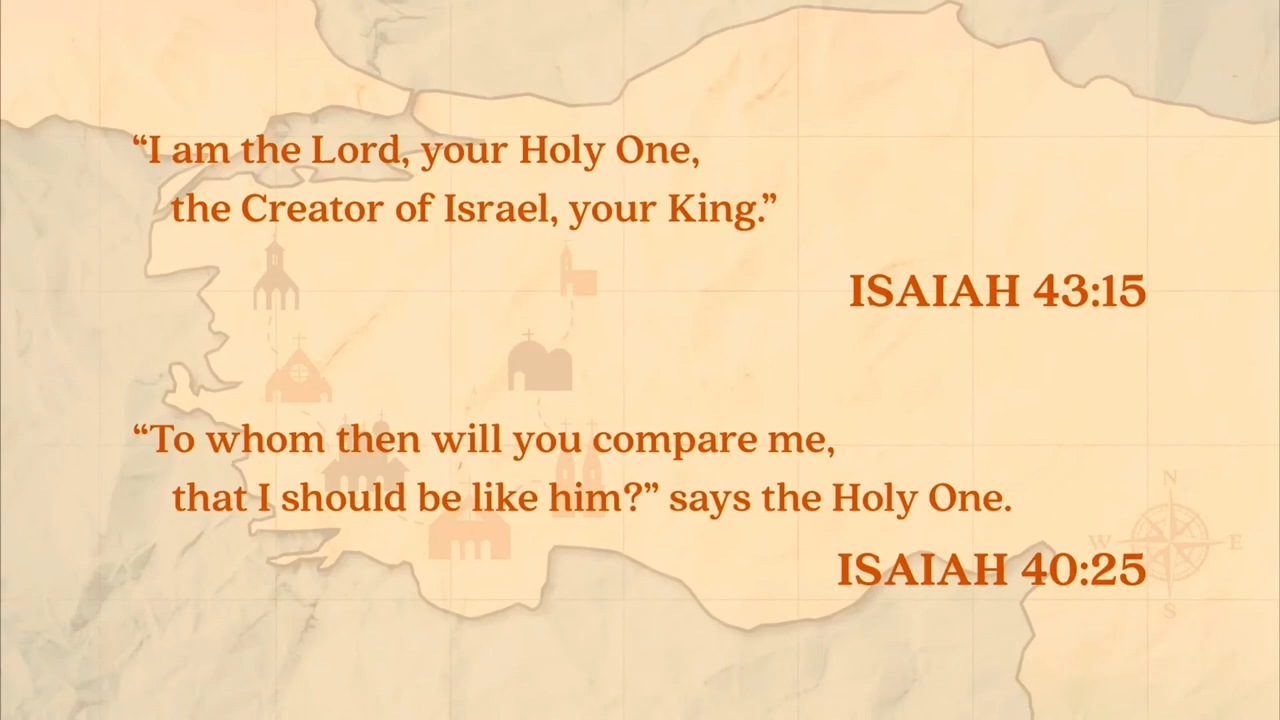 “I am the Lord, your Holy One,
the Creator of Israel, your King.”
ISAIAH 43:15
“To whom then will you compare me,
that I should be like him?” says the Holy One.
ISAIAH 40:25
N
W E
S